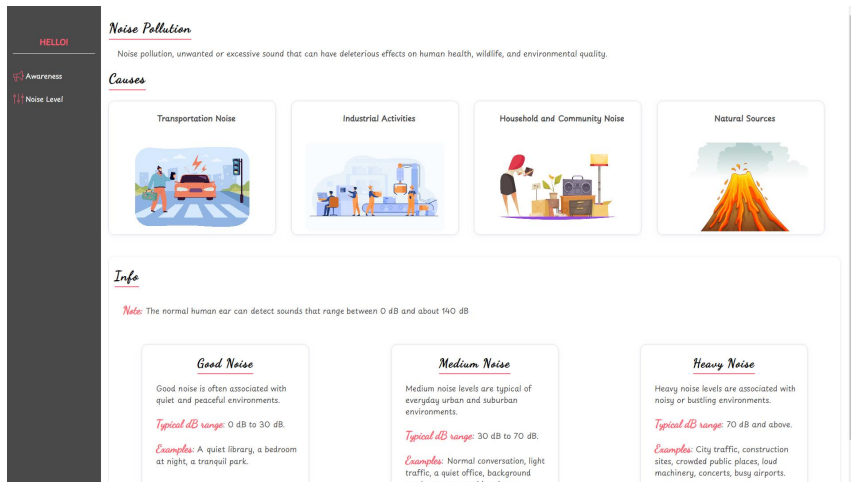 HELLO!
Awareness
Noise Level
Noise Pollution
Noise pollution, unwanted or excessive sound that can have deleterious effects on human health, wildlife, and environmental quality.
Causes
Transportation Noise
Industrial Activities
Household and Community Noise
Natural Sources
Info
Note: The normal human ear can detect sounds that range between 0 dB and about 140 dB
Good Noise
Good noise is often associated with
quiet and peaceful environments.
Typical dB range: 0 dB to 30 dB.
Examples: A quiet library, a bedroom
at night, a tranquil park.
Medium Noise
Medium noise levels are typical of
everyday urban and suburban
environments.
Typical dB range: 30 dB to 70 dB.
Examples: Normal conversation, light
traffic, a quiet office, background
Heavy Noise
Heavy noise levels are associated with
noisy or bustling environments.
Typical dB range: 70 dB and above.
Examples: City traffic, construction
sites, crowded public places, loud
machinery, concerts, busy airports.